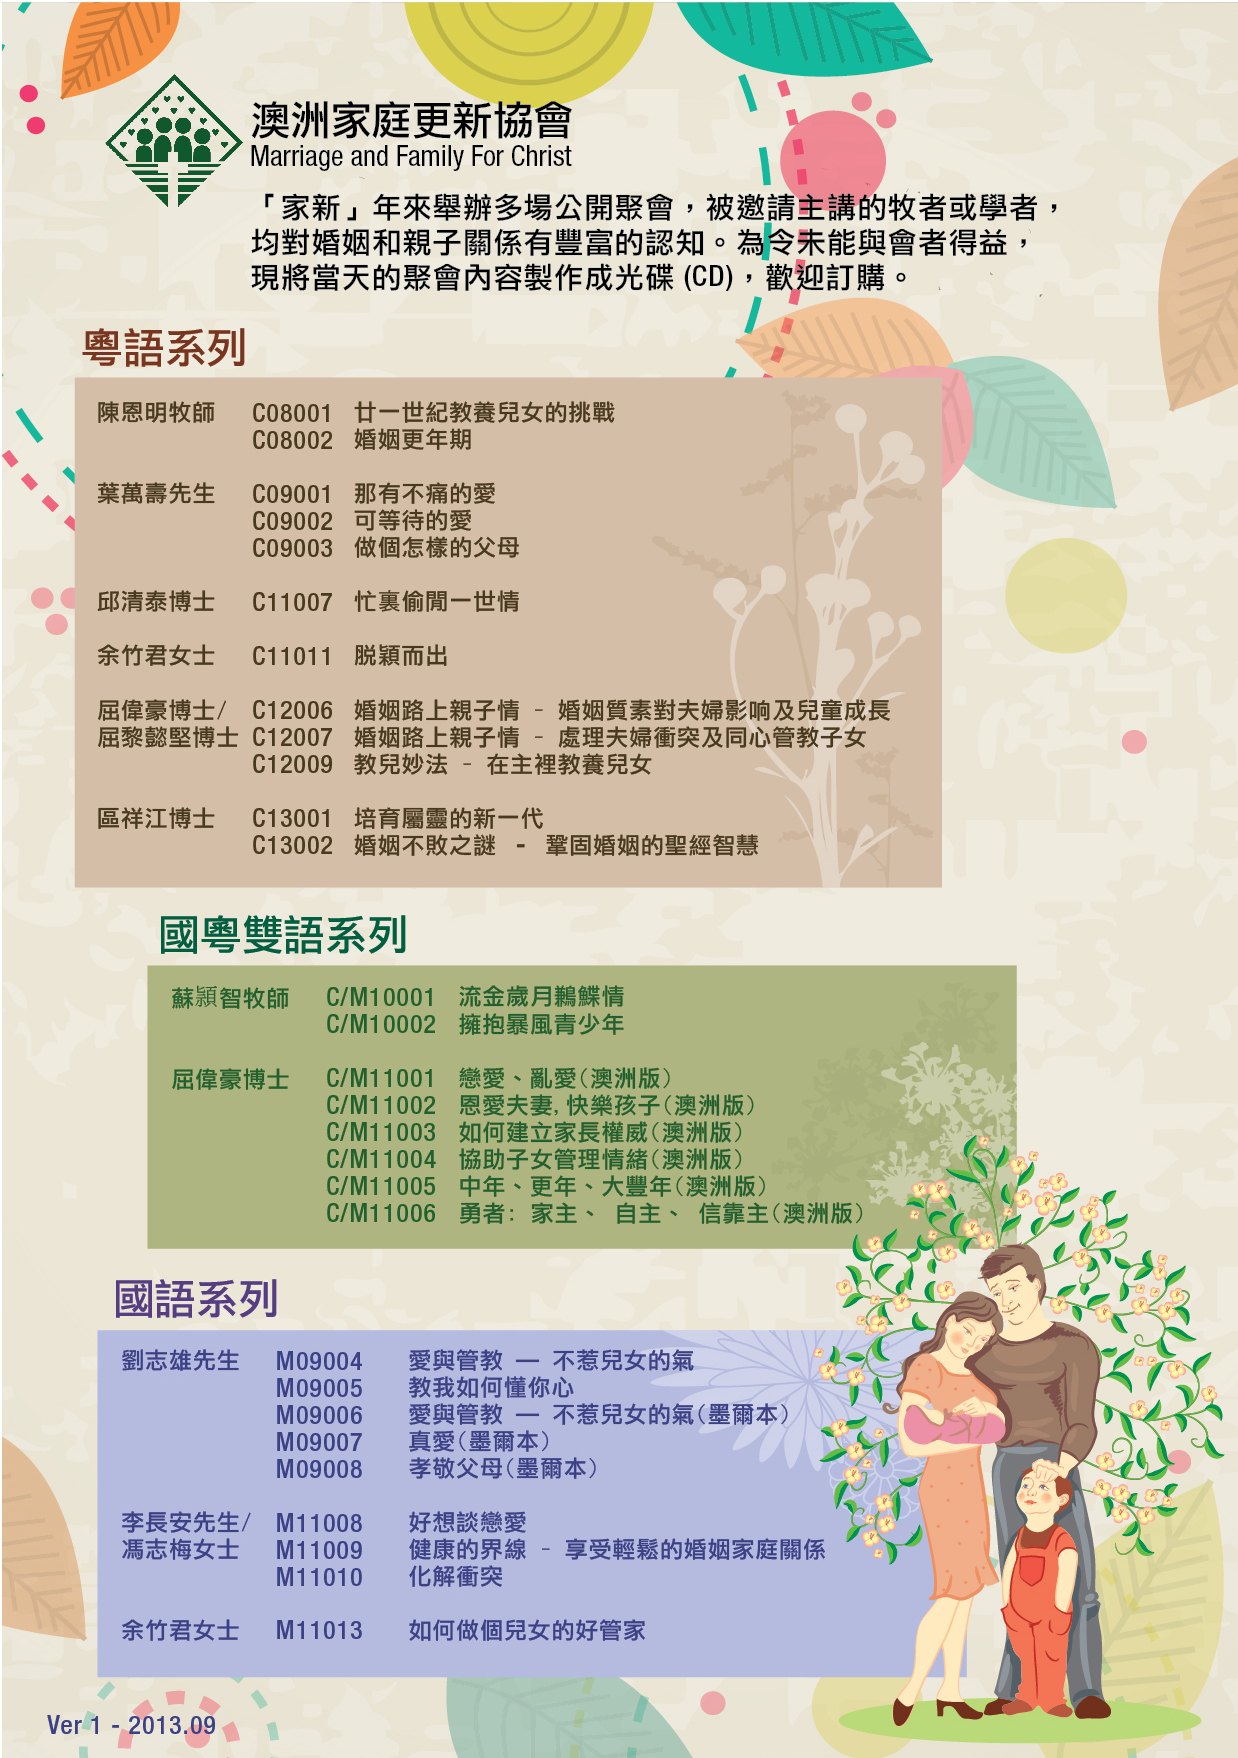 澳洲家庭更新協會
Marriage and Family For Christ
「家新」年來舉辦多場公開聚會，被邀請主講的牧者或學者，
均對婚姻和親子關係有豐富的認知。為令未能與會者得益，
現將當天的聚會內容製作成光碟 (CD)，歡迎訂購。
粵語系列
陳恩明牧師 C08001 廿一世紀教養兒女的挑戰
C08002 婚姻更年期
葉萬壽先生 C09001 那有不痛的愛
C09002 可等待的愛
C09003 做個怎樣的父母
邱清泰博士 C11007 忙裏偷閒一世情
余竹君女士 C11011 脱穎而出
屈偉豪博士/ C12006 婚姻路上親子情 - 婚姻質素對夫婦影响及兒童成長
屈黎懿堅博士 C12007 婚姻路上親子情 - 處理夫婦衝突及同心管教子女
C12009 教兒妙法 - 在主裡教養兒女
區祥江博士 C13001 培育屬靈的新一代
C13002 婚姻不敗之謎 - 鞏固婚姻的聖經智慧
國粵雙語系列
蘇穎智牧師 C/M10001 流金歲月鶼鰈情
C/M10002 擁抱暴風青少年
屈偉豪博士 C/M11001 戀愛、亂愛(澳洲版)
C/M11002 恩愛夫妻, 快樂孩子(澳洲版)
C/M11003 如何建立家長權威(澳洲版)
C/M11004 協助子女管理情緒(澳洲版)
C/M11005 中年、更年、大豐年(澳洲版)
C/M11006 勇者: 家主、 自主、 信靠主(澳洲版)
國語系列
劉志雄先生 M09004 愛與管教 — 不惹兒女的氣
M09005 教我如何懂你心
M09006 愛與管教 — 不惹兒女的氣(墨爾本)
M09007 真愛(墨爾本)
M09008 孝敬父母(墨爾本)
李長安先生/ M11008 好想談戀愛
馮志梅女士 M11009 健康的界線 - 享受輕鬆的婚姻家庭關係
M11010 化解衝突
余竹君女士 M11013 如何做個兒女的好管家
Ver 1 - 2013.09